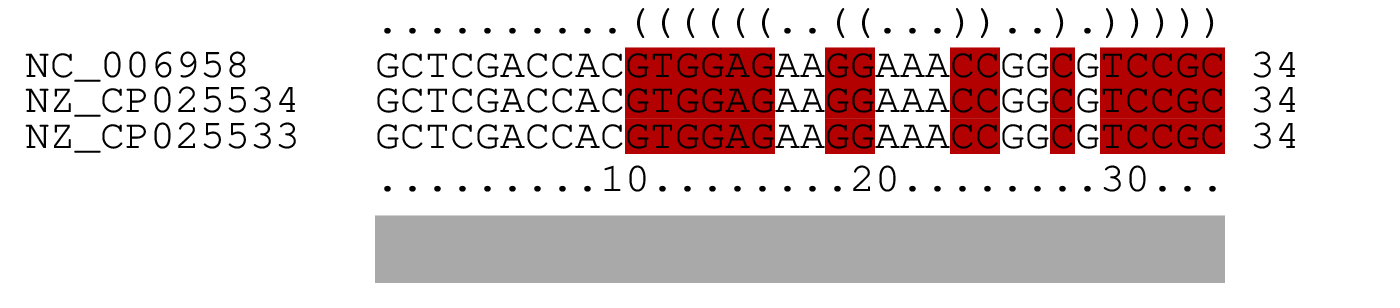 ..........((((((..((...))..).)))))
NC_006958 GCTCGACCACGTGGAGAAGGAAACCGGCGTCCGC 34
NZ_CP025534 GCTCGACCACGTGGAGAAGGAAACCGGCGTCCGC 34
NZ_CP025533 GCTCGACCACGTGGAGAAGGAAACCGGCGTCCGC 34
.........10........20........30...